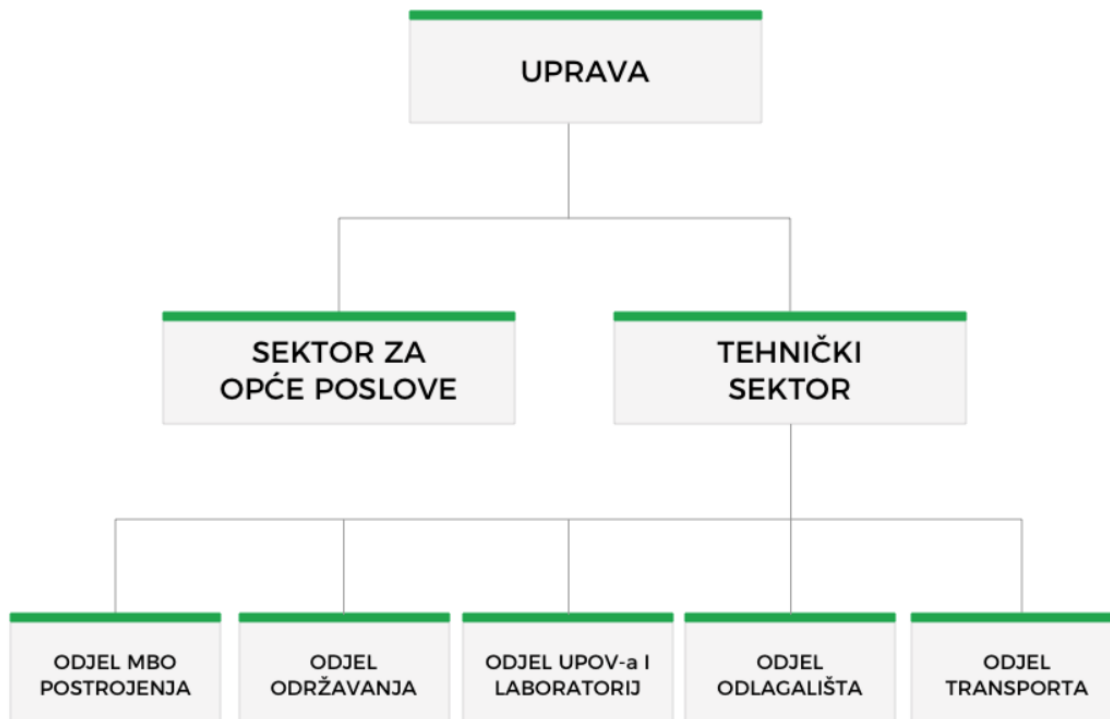 UPRAVA
SEKTOR ZA
OPĆE POSLOVE
TEHNIČKI
SEKTOR
ODJEL MBO
POSTROJENJA
ODJEL
ODRŽAVANJA
ODJEL UPOV-a I
LABORATORIJ
ODJEL
ODLAGALIŠTA
ODJEL
TRANSPORTA